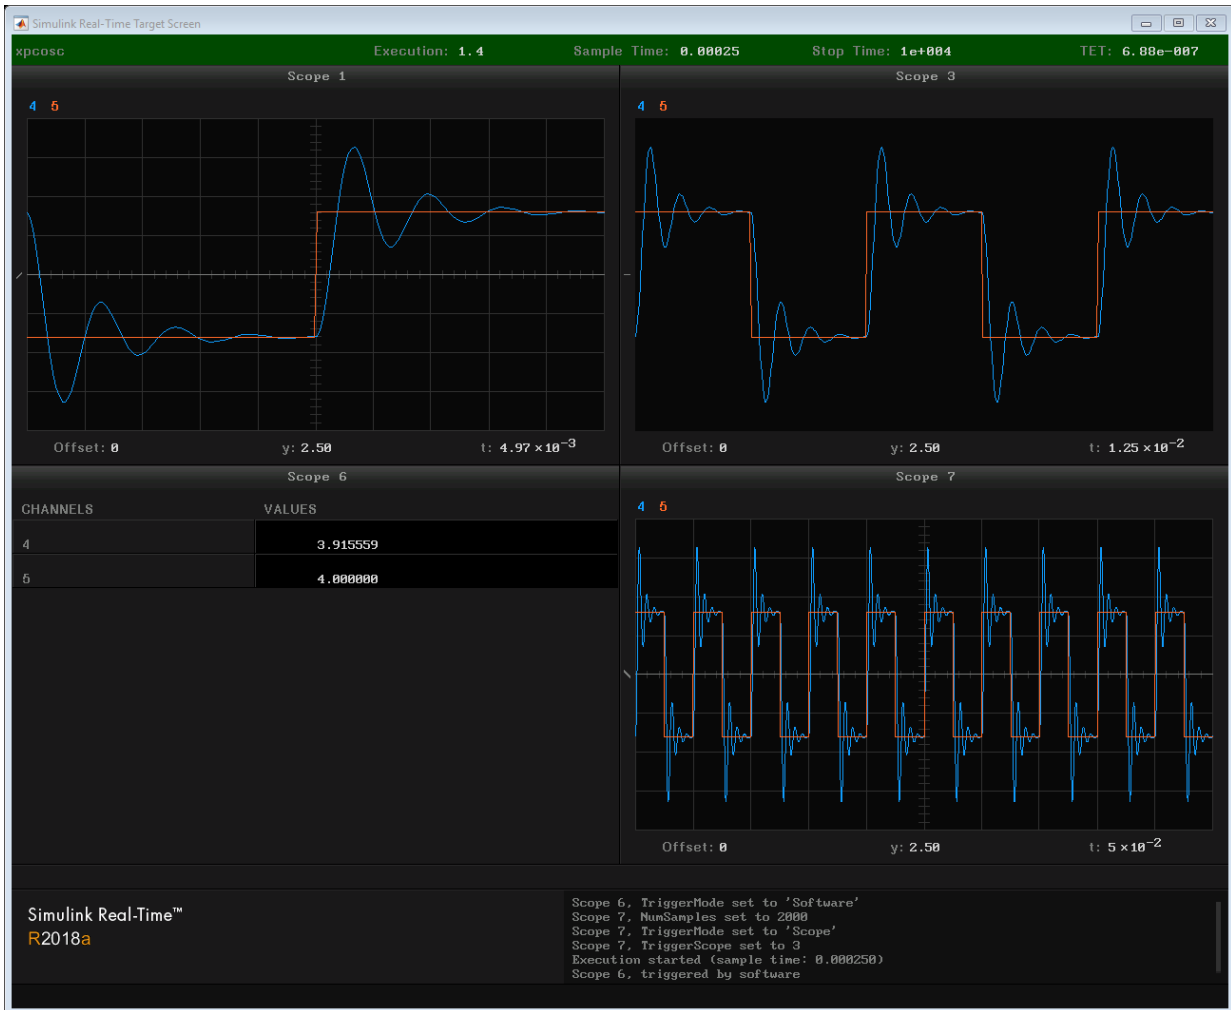 Simulink Real-Time Target Screen
xpcosc Execution: 1.4 Sample Time: 0.00025 Stop Time: 1e+004 TET: 6.88e-007
Scope 1
4 5
Offset: 0 y: 2.50 t: 4.97×10⁻³
Scope 3
4 5
Offset: 0 y: 2.50 t: 1.25×10⁻²
Scope 6
CHANNELS VALUES
4 3.915559
5 4.000000
Scope 7
4 5
Offset: 0 y: 2.50 t: 5×10⁻²
Simulink Real-Time™
R2018a
Scope 6, TriggerMode set to 'Software'
Scope 7, NumSamples set to 2000
Scope 7, TriggerMode set to 'Scope'
Scope 7, TriggerScope set to 3
Execution started (sample time: 0.000250)
Scope 6, triggered by software